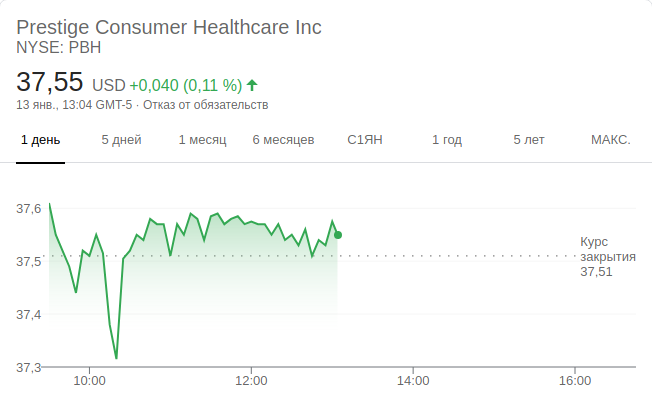 Prestige Consumer Healthcare Inc
NYSE: PBH
37,55 USD +0,040 (0,11 %)
13 янв., 13:04 GMT-5 · Отказ от обязательств
1 день 5 дней 1 месяц 6 месяцев С1ЯН 1 год 5 лет МАКС.
37,6
37,5
37,4
37,3
Курс
закрытия
37,51
10:00 12:00 14:00 16:00